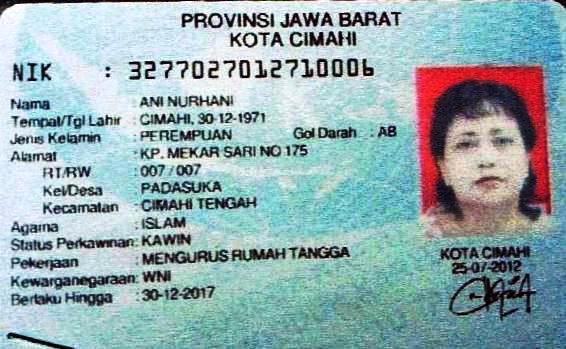 PROVINSI JAWA BARAT
KOTA CIMAHI
NIK : 3277027012710006
Nama : ANI NURHANI
Tempat/Tgl Lahir : CIMAHI, 30-12-1971
Jenis Kelamin : PEREMPUAN Gol Darah : AB
Alamat : KP. MEKAR SARI NO 175
RT/RW : 007 / 007
Kel/Desa : PADASUKA
Kecamatan : CIMAHI TENGAH
Agama : ISLAM
Status Perkawinan: KAWIN
Pekerjaan : MENGURUS RUMAH TANGGA
Kewarganegaraan: WNI
Berlaku Hingga : 30-12-2017
KOTA CIMAHI
25-07-2012